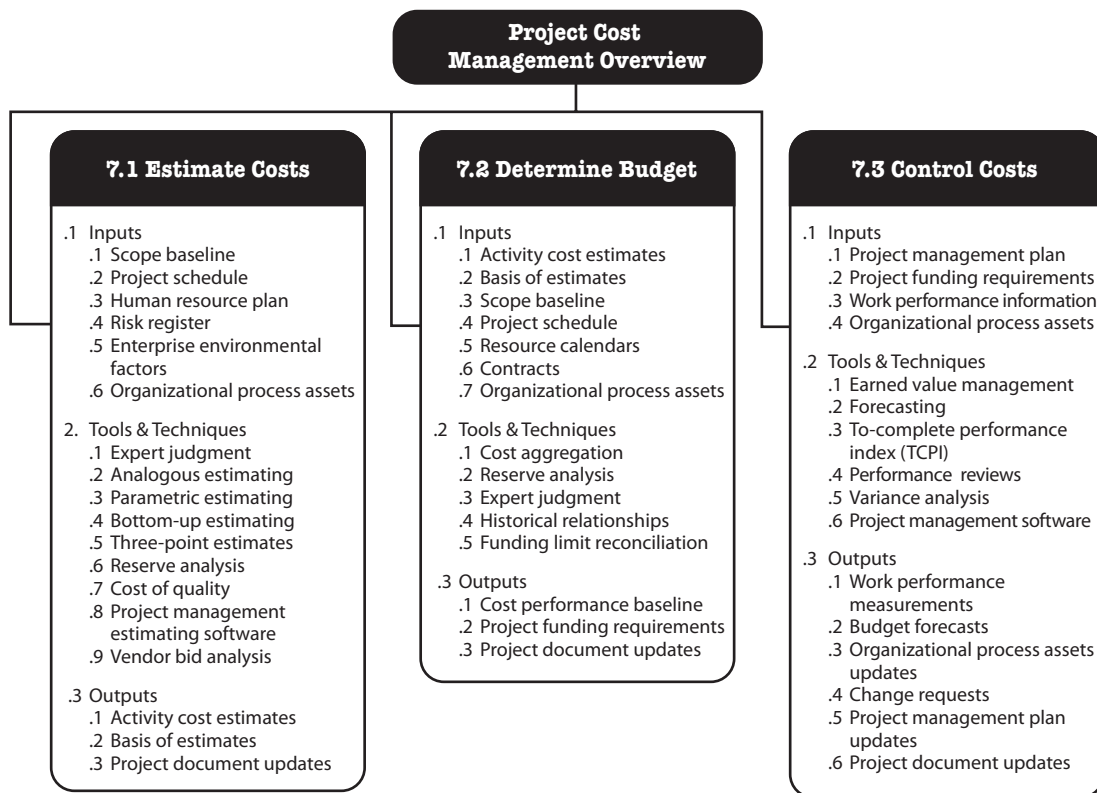 Project Cost
Management Overview
7.1 Estimate Costs
.1 Inputs
.1 Scope baseline
.2 Project schedule
.3 Human resource plan
.4 Risk register
.5 Enterprise environmental
factors
.6 Organizational process assets
2. Tools & Techniques
.1 Expert judgment
.2 Analogous estimating
.3 Parametric estimating
.4 Bottom-up estimating
.5 Three-point estimates
.6 Reserve analysis
.7 Cost of quality
.8 Project management
estimating software
.9 Vendor bid analysis
.3 Outputs
.1 Activity cost estimates
.2 Basis of estimates
.3 Project document updates
7.2 Determine Budget
.1 Inputs
.1 Activity cost estimates
.2 Basis of estimates
.3 Scope baseline
.4 Project schedule
.5 Resource calendars
.6 Contracts
.7 Organizational process assets
.2 Tools & Techniques
.1 Cost aggregation
.2 Reserve analysis
.3 Expert judgment
.4 Historical relationships
.5 Funding limit reconciliation
.3 Outputs
.1 Cost performance baseline
.2 Project funding requirements
.3 Project document updates
7.3 Control Costs
.1 Inputs
.1 Project management plan
.2 Project funding requirements
.3 Work performance information
.4 Organizational process assets
.2 Tools & Techniques
.1 Earned value management
.2 Forecasting
.3 To-complete performance
index (TCPI)
.4 Performance reviews
.5 Variance analysis
.6 Project management software
.3 Outputs
.1 Work performance
measurements
.2 Budget forecasts
.3 Organizational process assets
updates
.4 Change requests
.5 Project management plan
updates
.6 Project document updates